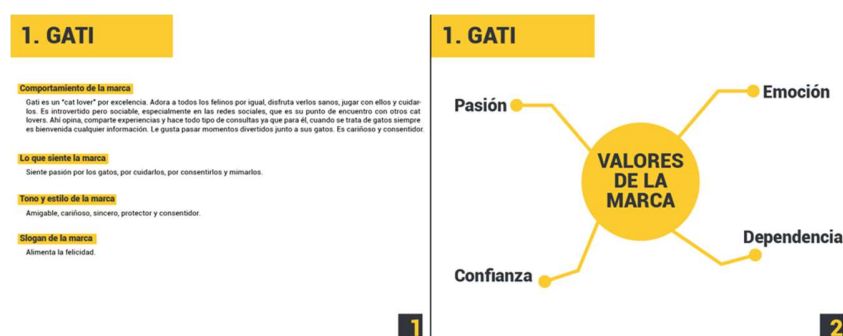 1. GATI
Comportamiento de la marca
Gati es un "cat lover" por excelencia. Adora a todos los felinos por igual, disfruta verlos sanos, jugar con ellos y cuidar-
los. Es introvertido pero sociable, especialmente en las redes sociales, que es su punto de encuentro con otros cat
lovers. Ahí opina, comparte experiencias y hace todo tipo de consultas ya que para él, cuando se trata de gatos siempre
es bienvenida cualquier información. Le gusta pasar momentos divertidos junto a sus gatos. Es cariñoso y consentidor.
Lo que siente la marca
Siente pasión por los gatos, por cuidarlos, por consentirlos y mimarlos.
Tono y estilo de la marca
Amigable, cariñoso, sincero, protector y consentidor.
Slogan de la marca
Alimenta la felicidad.
1
1. GATI
Pasión
Emoción
VALORES
DE LA
MARCA
Dependencia
Confianza
2